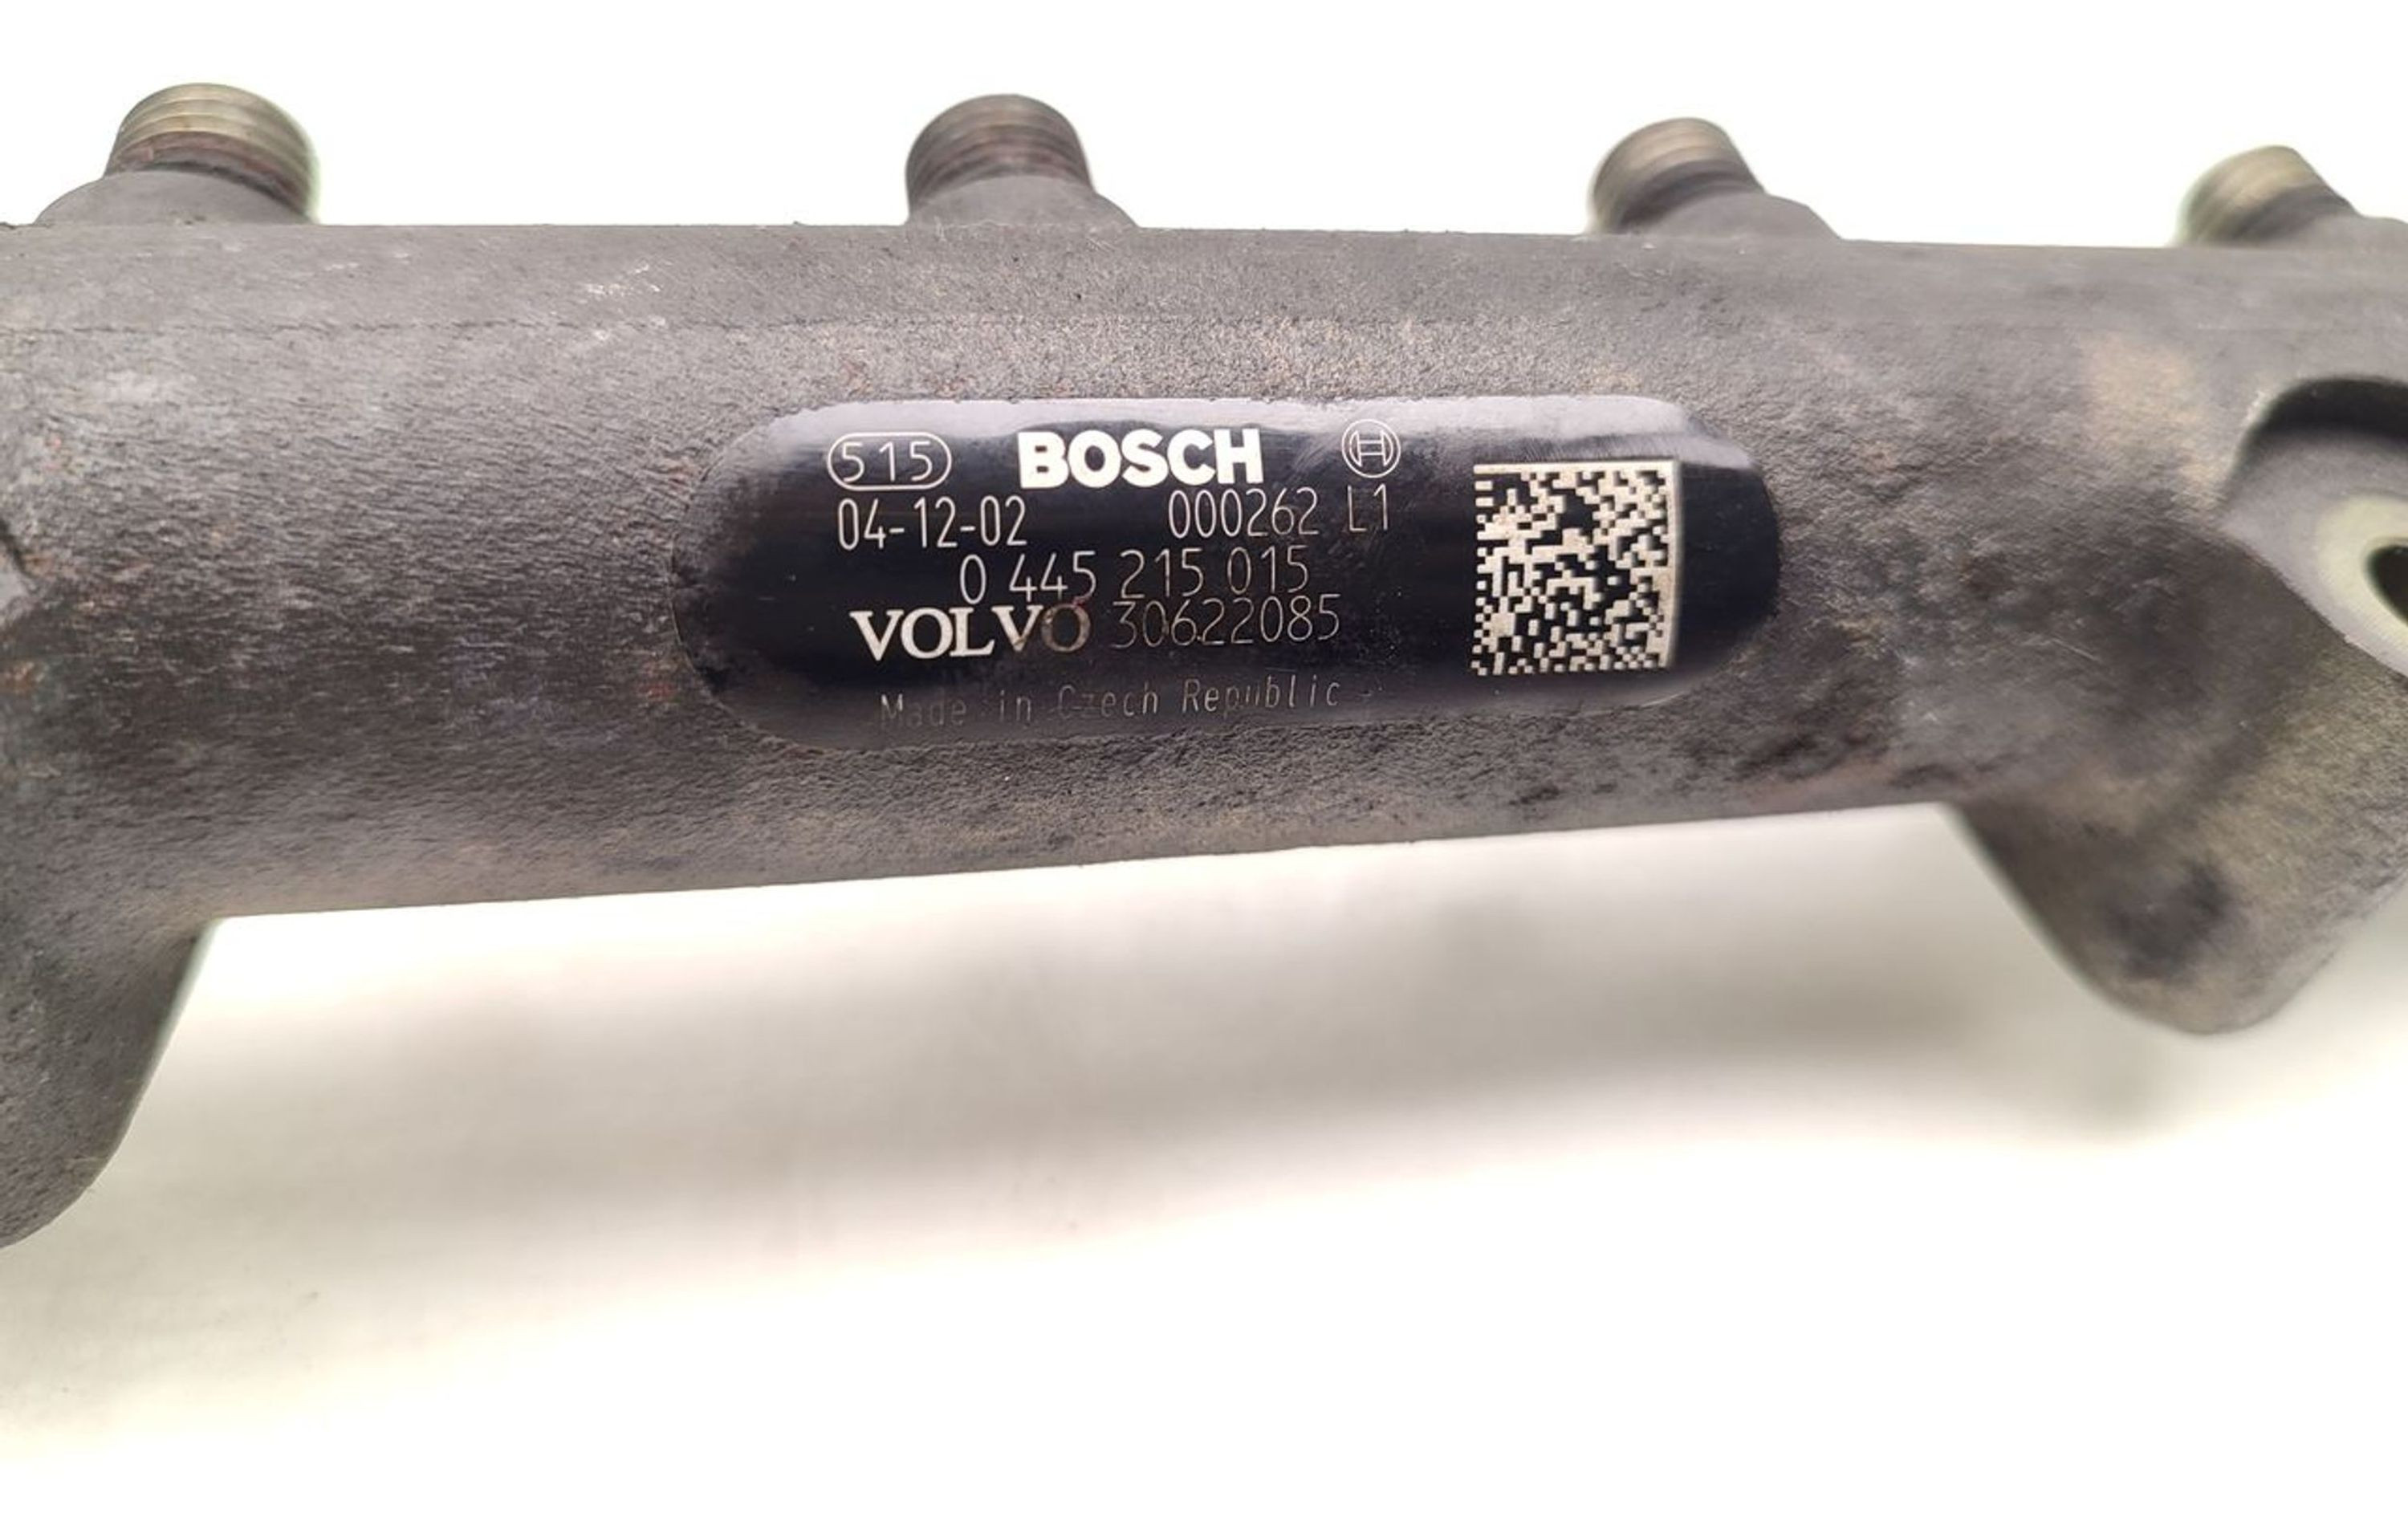 515 BOSCH
04-12-02 000262 L1
0 445 215 015
VOLVO 30622085
Made in Czech Republic